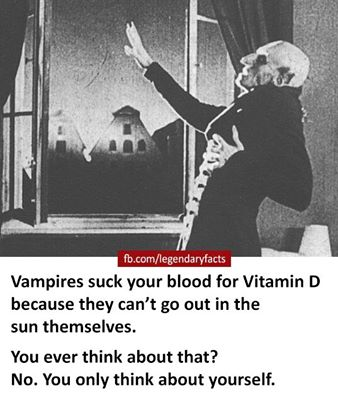 fb.com/legendaryfacts
Vampires suck your blood for Vitamin D
because they can't go out in the
sun themselves.
You ever think about that?
No. You only think about yourself.